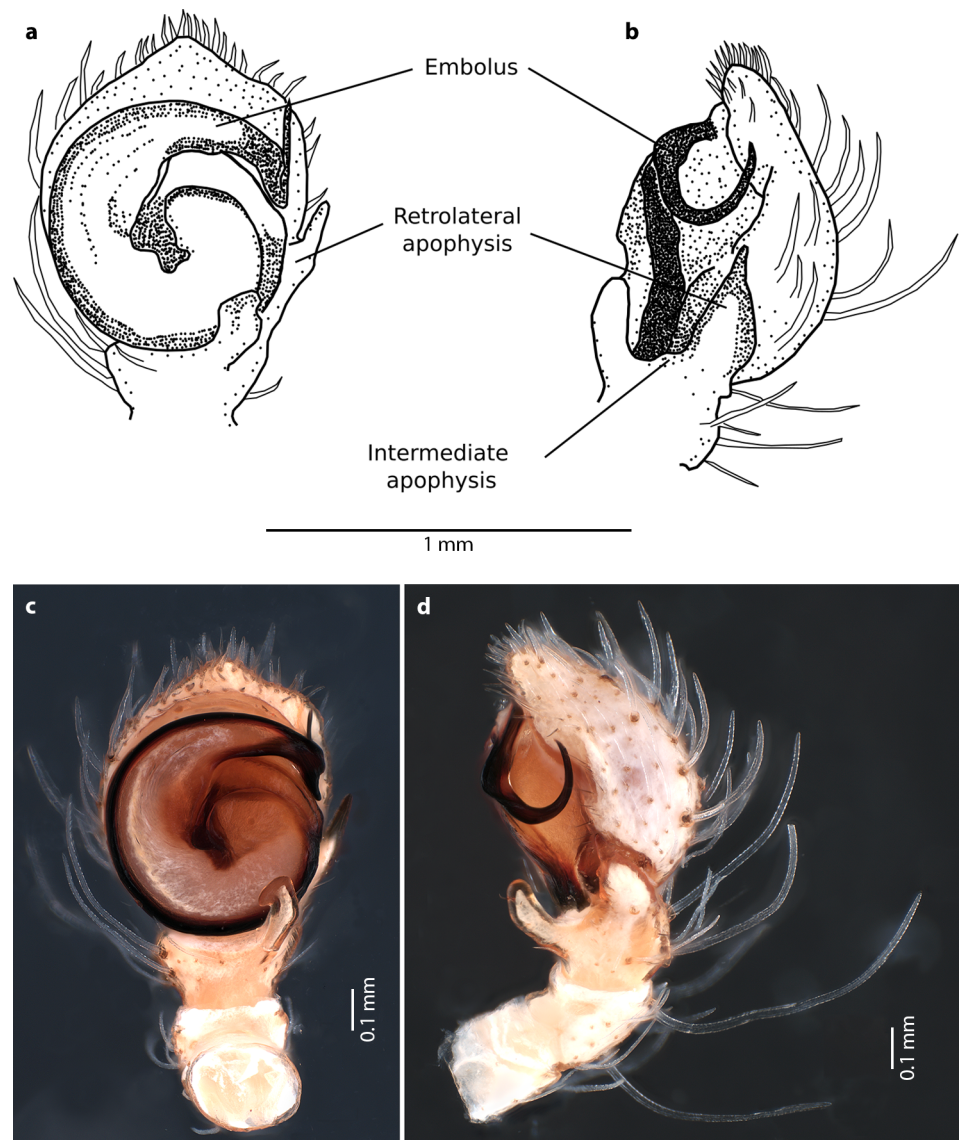 a
b
Embolus
Retrolateral
apophysis
Intermediate
apophysis
1 mm
c
d
0.1 mm
0.1 mm